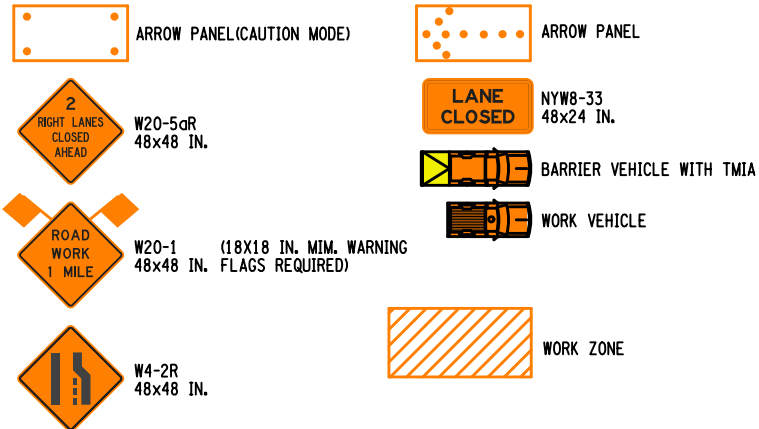 ARROW PANEL(CAUTION MODE)
2
RIGHT LANES
CLOSED
AHEAD
W20-5aR
48x48 IN.
ROAD
WORK
1 MILE
W20-1 (18X18 IN. MIM. WARNING
48x48 IN. FLAGS REQUIRED)
W4-2R
48x48 IN.
ARROW PANEL
LANE
CLOSED
NYW8-33
48x24 IN.
BARRIER VEHICLE WITH TMIA
WORK VEHICLE
WORK ZONE